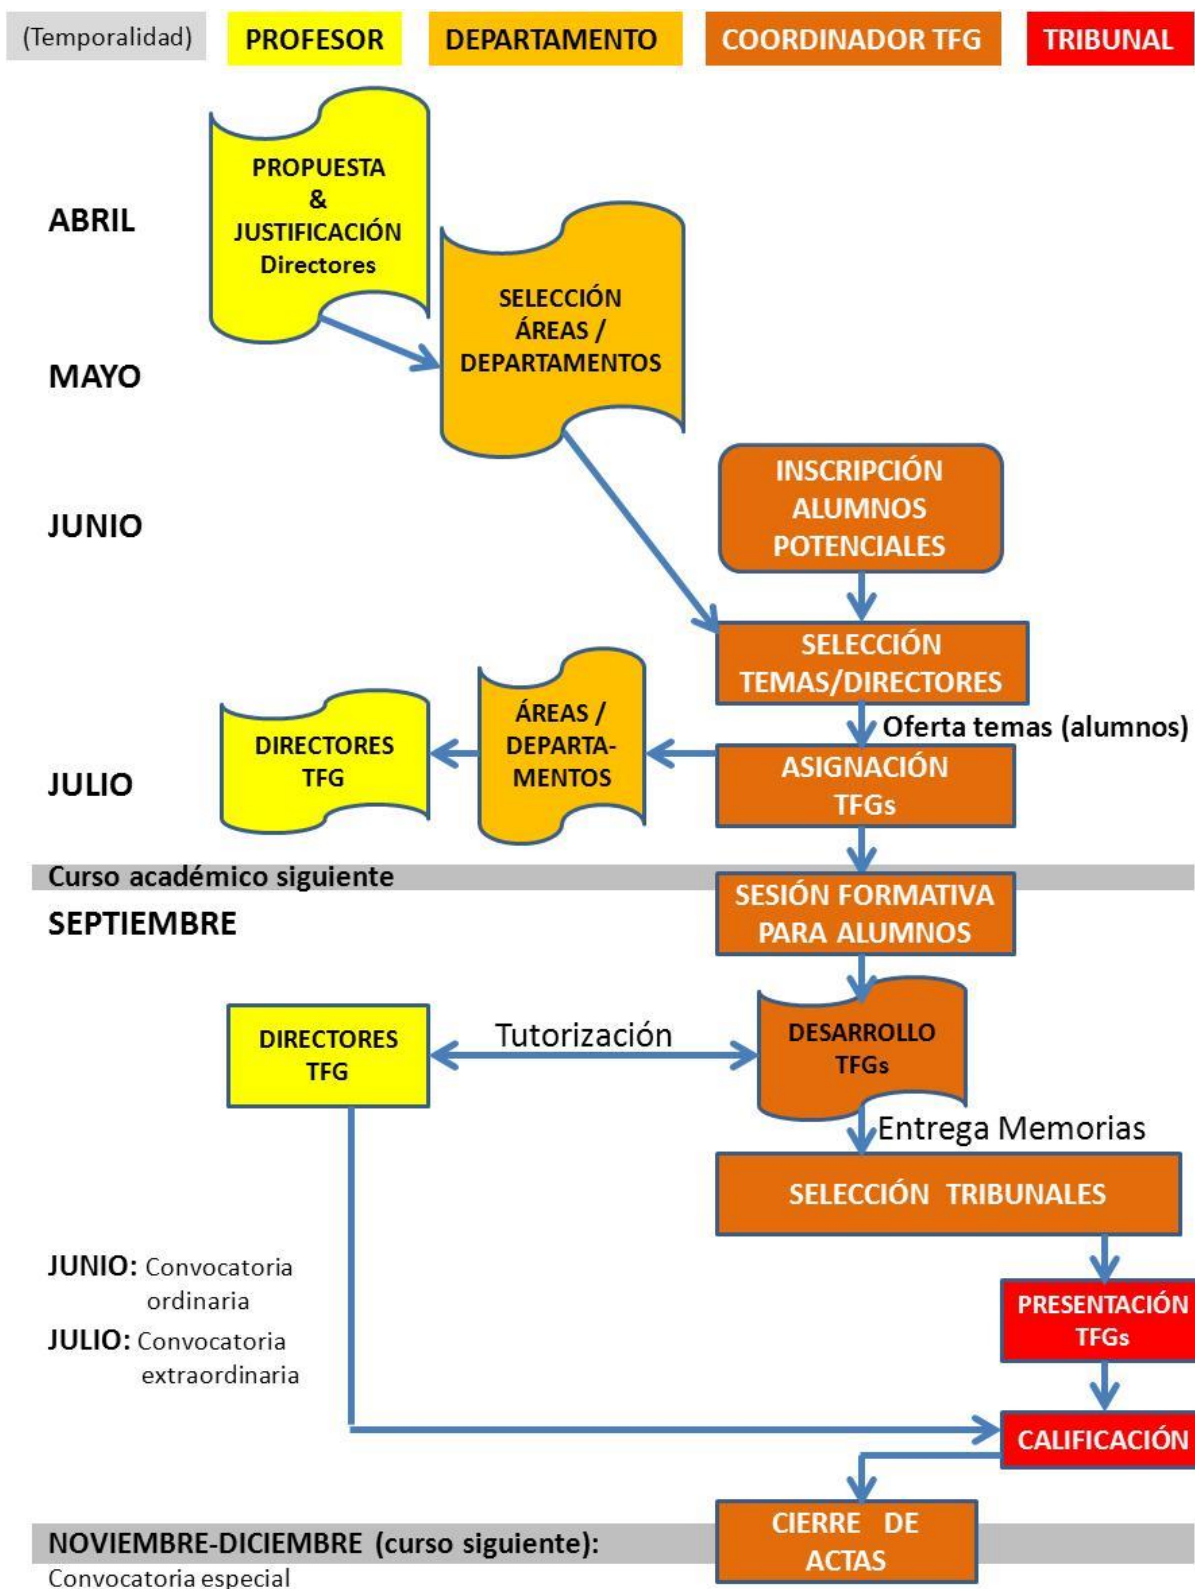 (Temporalidad)
PROFESOR
DEPARTAMENTO
COORDINADOR TFG
TRIBUNAL
ABRIL
PROPUESTA
&
JUSTIFICACIÓN
Directores
SELECCIÓN
ÁREAS /
DEPARTAMENTOS
MAYO
JUNIO
INSCRIPCIÓN
ALUMNOS
POTENCIALES
SELECCIÓN
TEMAS/DIRECTORES
Oferta temas (alumnos)
JULIO
DIRECTORES
TFG
ÁREAS /
DEPARTA-
MENTOS
ASIGNACIÓN
TFGs
Curso académico siguiente
SEPTIEMBRE
SESIÓN FORMATIVA
PARA ALUMNOS
DIRECTORES
TFG
Tutorización
DESARROLLO
TFGs
Entrega Memorias
SELECCIÓN TRIBUNALES
JUNIO: Convocatoria
ordinaria
JULIO: Convocatoria
extraordinaria
PRESENTACIÓN
TFGs
CALIFICACIÓN
CIERRE DE
ACTAS
NOVIEMBRE-DICIEMBRE (curso siguiente):
Convocatoria especial